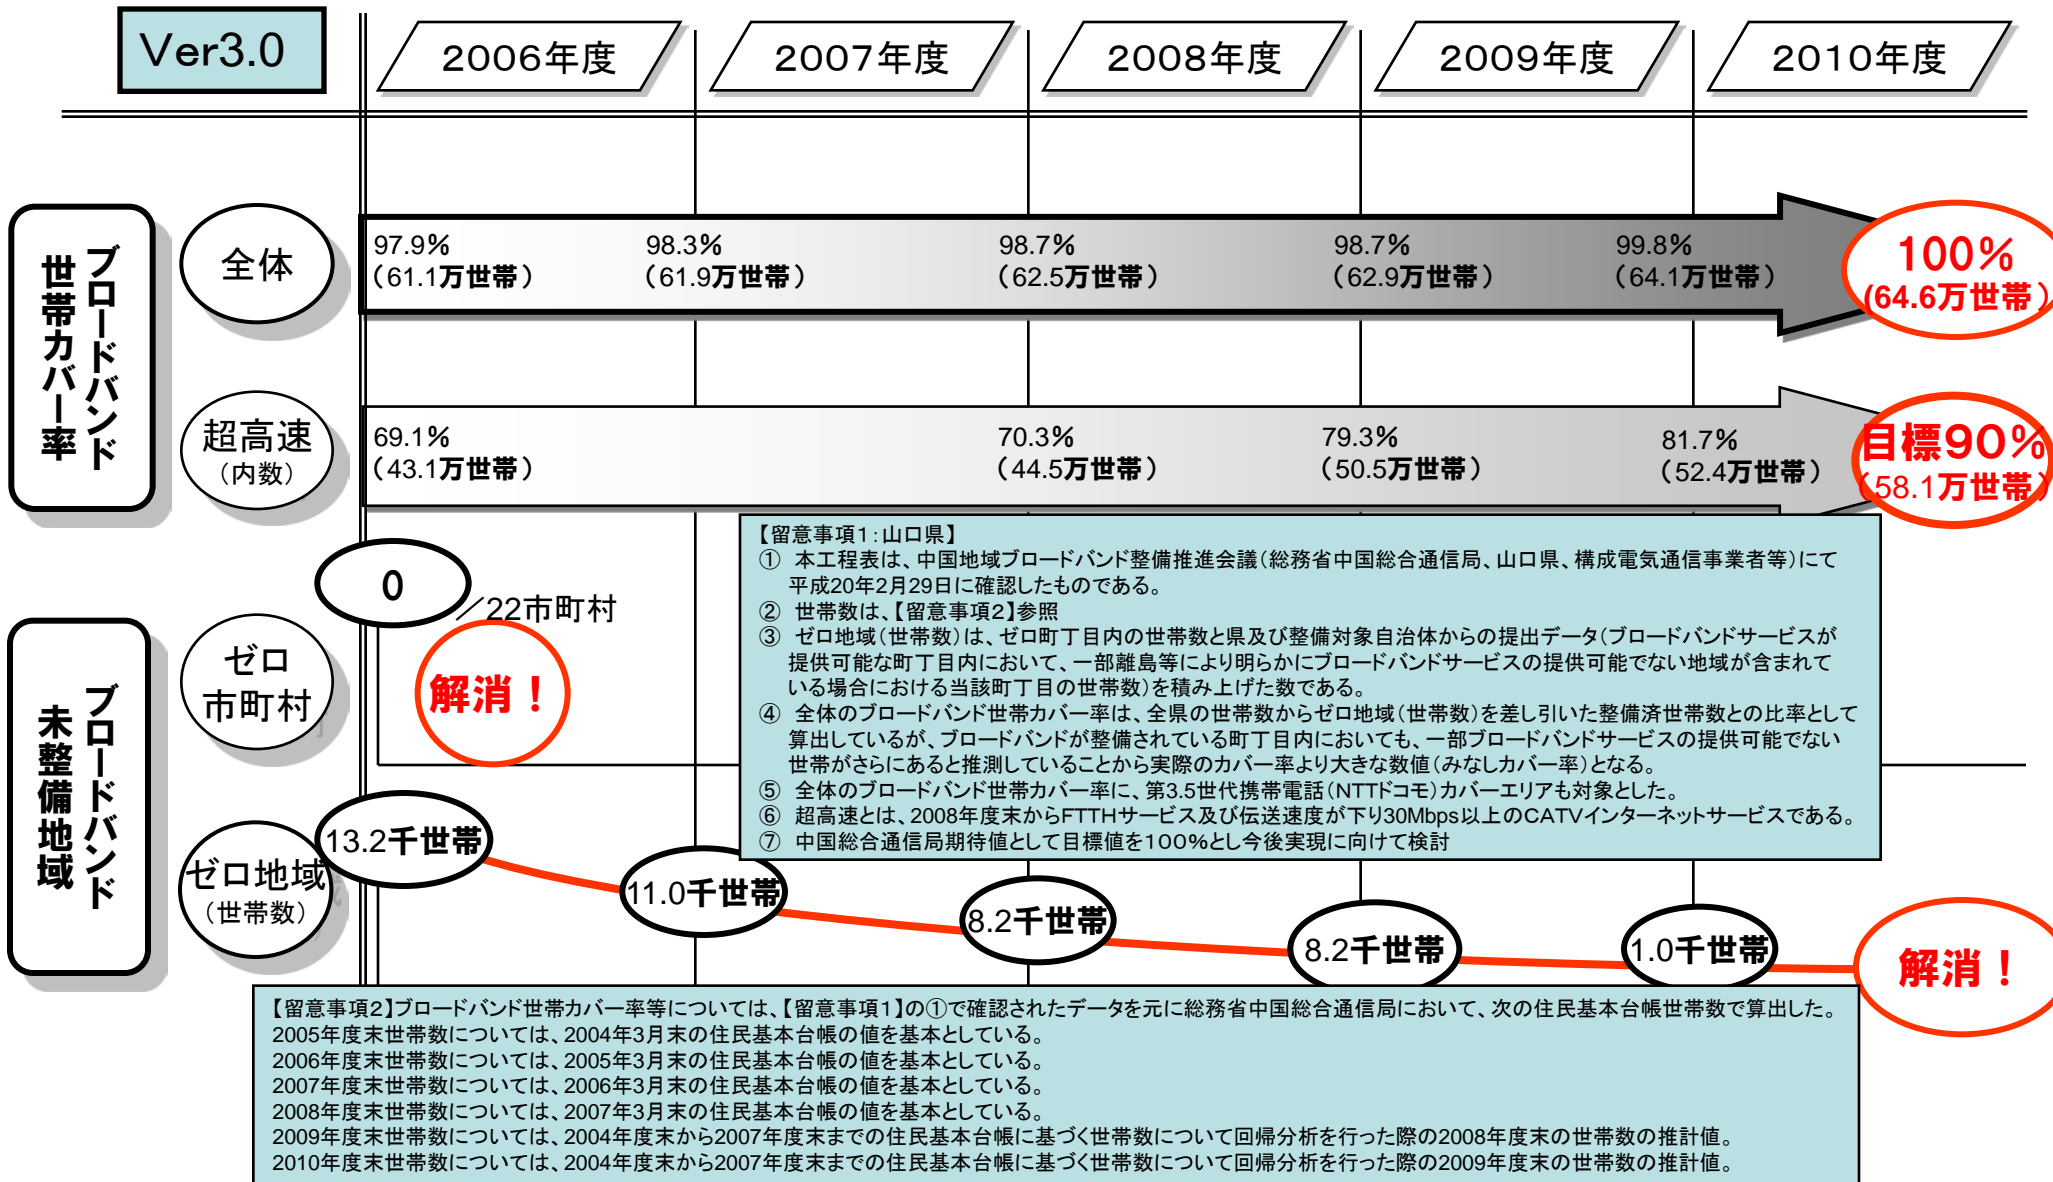 Ver3.0
2006年度
2007年度
2008年度
2009年度
2010年度
ブロードバンド
世帯カバー率
全体
97.9%
（61.1万世帯）
98.3%
（61.9万世帯）
98.7%
（62.5万世帯）
98.7%
（62.9万世帯）
99.8%
（64.1万世帯）
100%
(64.6万世帯）
超高速
（内数）
69.1%
（43.1万世帯）
70.3%
（44.5万世帯）
79.3%
（50.5万世帯）
81.7%
（52.4万世帯）
目標90%
（58.1万世帯）
ブロードバンド
未整備地域
ゼロ
市町村
0
／22市町村
解消！
【留意事項1：山口県】
① 本工程表は、中国地域ブロードバンド整備推進会議（総務省中国総合通信局、山口県、構成電気通信事業者等）にて
平成20年2月29日に確認したものである。
② 世帯数は、【留意事項2】参照
③ ゼロ地域（世帯数）は、ゼロ町丁目内の世帯数と県及び整備対象自治体からの提出データ（ブロードバンドサービスが
提供可能な町丁目内において、一部離島等により明らかにブロードバンドサービスの提供可能でない地域が含まれて
いる場合における当該町丁目の世帯数）を積み上げた数である。
④ 全体のブロードバンド世帯カバー率は、全県の世帯数からゼロ地域（世帯数）を差し引いた整備済世帯数との比率として
算出しているが、ブロードバンドが整備されている町丁目内においても、一部ブロードバンドサービスの提供可能でない
世帯がさらにあると推測していることから実際のカバー率より大きな数値（みなしカバー率）となる。
⑤ 全体のブロードバンド世帯カバー率に、第3.5世代携帯電話（NTTドコモ）カバーエリアも対象とした。
⑥ 超高速とは、2008年度末からFTTHサービス及び伝送速度が下り30Mbps以上のCATVインターネットサービスである。
⑦ 中国総合通信局期待値として目標値を100%とし今後実現に向けて検討
ゼロ地域
（世帯数）
13.2千世帯
11.0千世帯
8.2千世帯
8.2千世帯
1.0千世帯
解消！
【留意事項2】ブロードバンド世帯カバー率等については、【留意事項1】の①で確認されたデータを元に総務省中国総合通信局において、次の住民基本台帳世帯数で算出した。
2005年度末世帯数については、2004年3月末の住民基本台帳の値を基本としている。
2006年度末世帯数については、2005年3月末の住民基本台帳の値を基本としている。
2007年度末世帯数については、2006年3月末の住民基本台帳の値を基本としている。
2008年度末世帯数については、2007年3月末の住民基本台帳の値を基本としている。
2009年度末世帯数については、2004年度末から2007年度末までの住民基本台帳に基づく世帯数について回帰分析を行った際の2008年度末の世帯数の推計値。
2010年度末世帯数については、2004年度末から2007年度末までの住民基本台帳に基づく世帯数について回帰分析を行った際の2009年度末の世帯数の推計値。